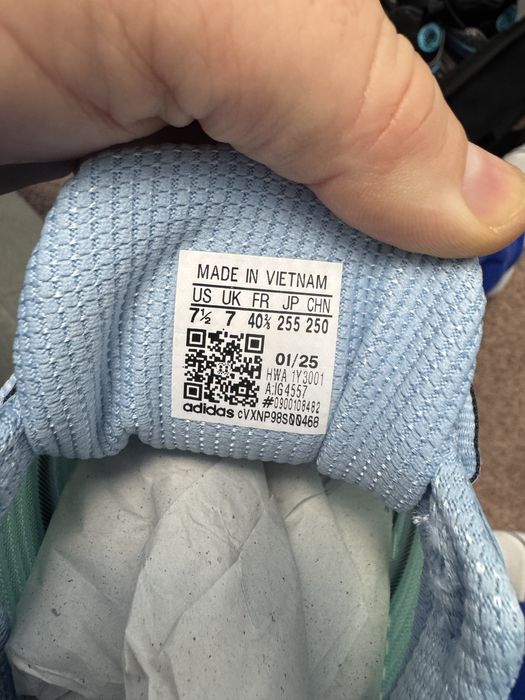 MADE IN VIETNAM
US UK FR JP CHN
7½ 7 40⅔ 255 250
01/25
HWA 1Y3001
A:IG4557
#0900108482
adidas cVXNP98S00468